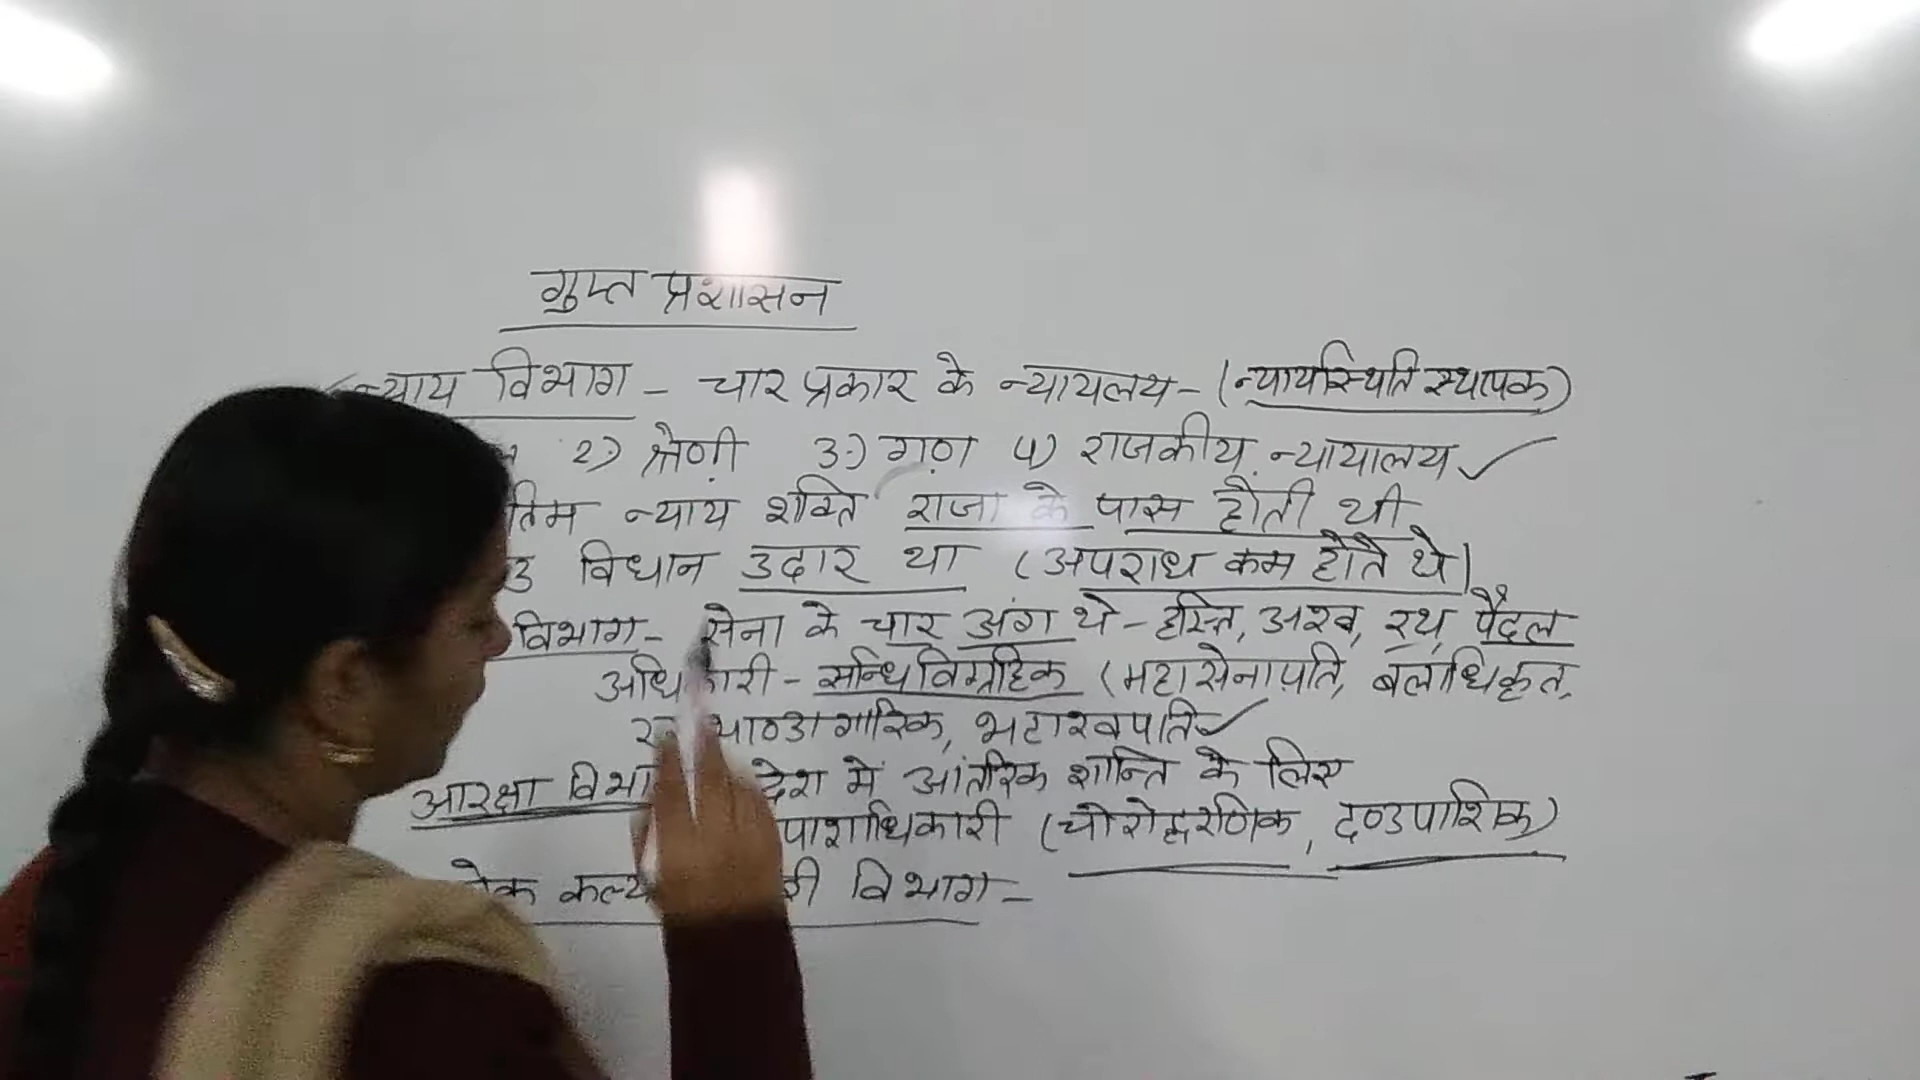 गुप्त प्रशासन
न्याय विभाग - चार प्रकार के न्यायलय - (न्यायस्थिति स्थापक)
2) श्रेणी 3) गण 4) राजकीय न्यायालय ✓
न्याय शक्ति राजा के पास होती थी
विधान उदार था (अपराध कम होते थे)
विभाग - सेना के चार अंग थे - हस्ति, अश्व, रथ, पैदल
अधिकारी - सन्धिविग्रहिक (महासेनापति, बलाधिकृत,
भटाश्वपति ✓
आरक्षा देश में आंतरिक शान्ति के लिए
पाशाधिकारी (चोरोद्धरणिक, दण्डपाशिक)
विभाग -